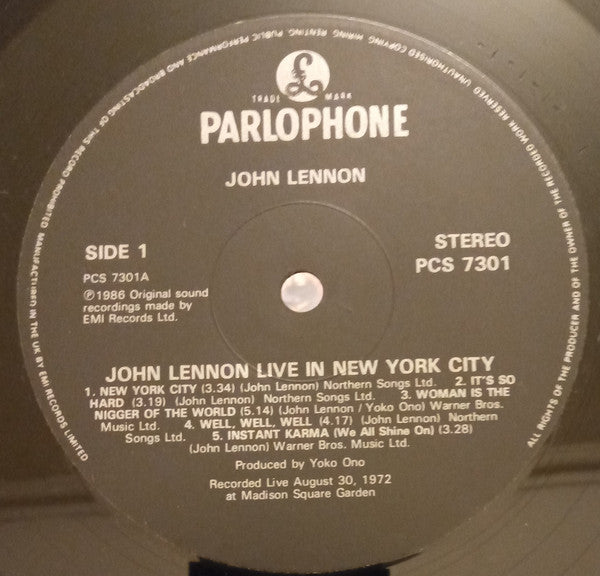 £
TRADE MARK
PARLOPHONE
JOHN LENNON
SIDE 1
STEREO
PCS 7301
PCS 7301A
℗1986 Original sound
recordings made by
EMI Records Ltd.
JOHN LENNON LIVE IN NEW YORK CITY
1. NEW YORK CITY (3.34) (John Lennon) Northern Songs Ltd. 2. IT'S SO
HARD (3.19) (John Lennon) Northern Songs Ltd. 3. WOMAN IS THE
NIGGER OF THE WORLD (5.14) (John Lennon / Yoko Ono) Warner Bros.
Music Ltd. 4. WELL, WELL, WELL (4.17) (John Lennon) Northern
Songs Ltd. 5. INSTANT KARMA (We All Shine On) (3.28)
(John Lennon) Warner Bros. Music Ltd.
Produced by Yoko Ono
Recorded Live August 30, 1972
at Madison Square Garden
ALL RIGHTS OF THE PRODUCER AND OF THE OWNER OF THE RECORDED WORK RESERVED UNAUTHORISED COPYING HIRING RENTING PUBLIC PERFORMANCE AND BROADCASTING OF THIS RECORD PROHIBITED MANUFACTURED IN THE UK BY EMI RECORDS LIMITED